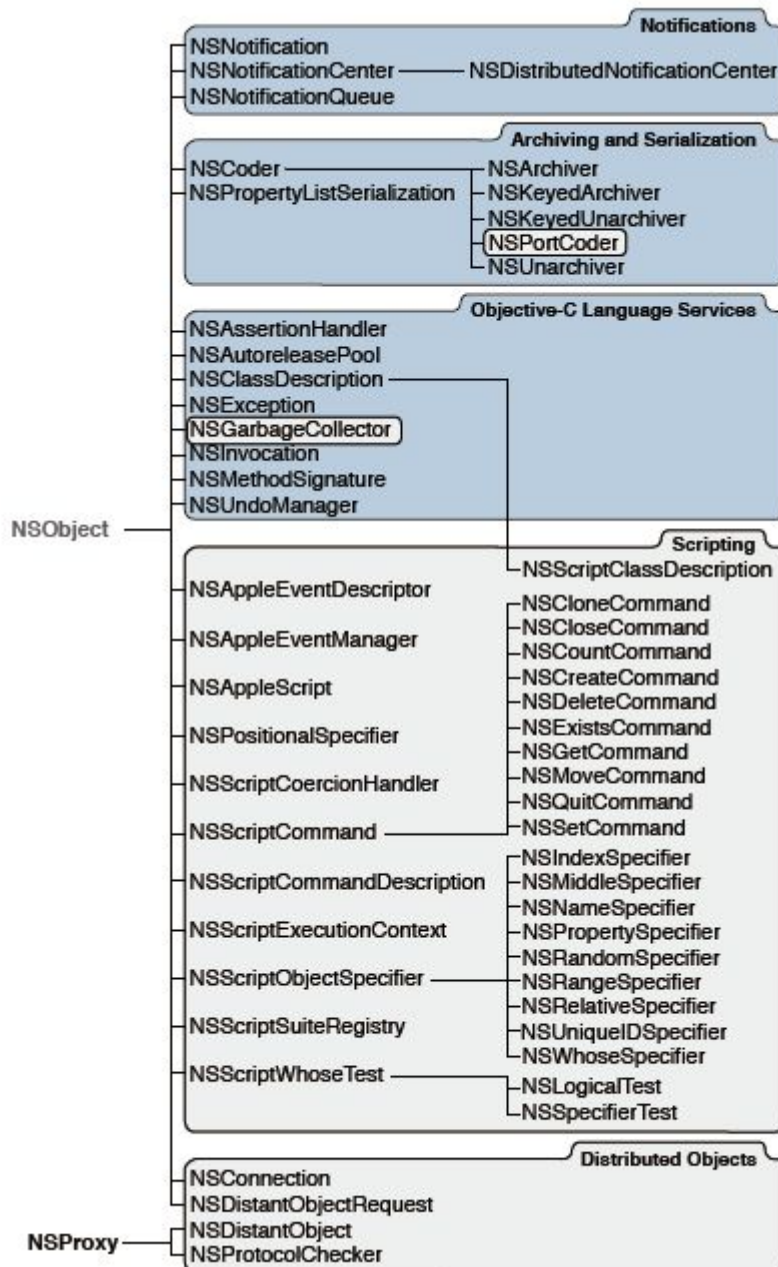 Notifications
NSNotification
NSNotificationCenter
NSDistributedNotificationCenter
NSNotificationQueue
Archiving and Serialization
NSCoder
NSPropertyListSerialization
NSArchiver
NSKeyedArchiver
NSKeyedUnarchiver
NSPortCoder
NSUnarchiver
Objective-C Language Services
NSAssertionHandler
NSAutoreleasePool
NSClassDescription
NSException
NSGarbageCollector
NSInvocation
NSMethodSignature
NSUndoManager
NSObject
Scripting
NSScriptClassDescription
NSAppleEventDescriptor
NSAppleEventManager
NSAppleScript
NSPositionalSpecifier
NSScriptCoercionHandler
NSScriptCommand
NSScriptCommandDescription
NSScriptExecutionContext
NSScriptObjectSpecifier
NSScriptSuiteRegistry
NSScriptWhoseTest
NSCloneCommand
NSCloseCommand
NSCountCommand
NSCreateCommand
NSDeleteCommand
NSExistsCommand
NSGetCommand
NSMoveCommand
NSQuitCommand
NSSetCommand
NSIndexSpecifier
NSMiddleSpecifier
NSNameSpecifier
NSPropertySpecifier
NSRandomSpecifier
NSRangeSpecifier
NSRelativeSpecifier
NSUniqueIDSpecifier
NSWhoseSpecifier
NSLogicalTest
NSSpecifierTest
Distributed Objects
NSConnection
NSDistantObjectRequest
NSProxy
NSDistantObject
NSProtocolChecker